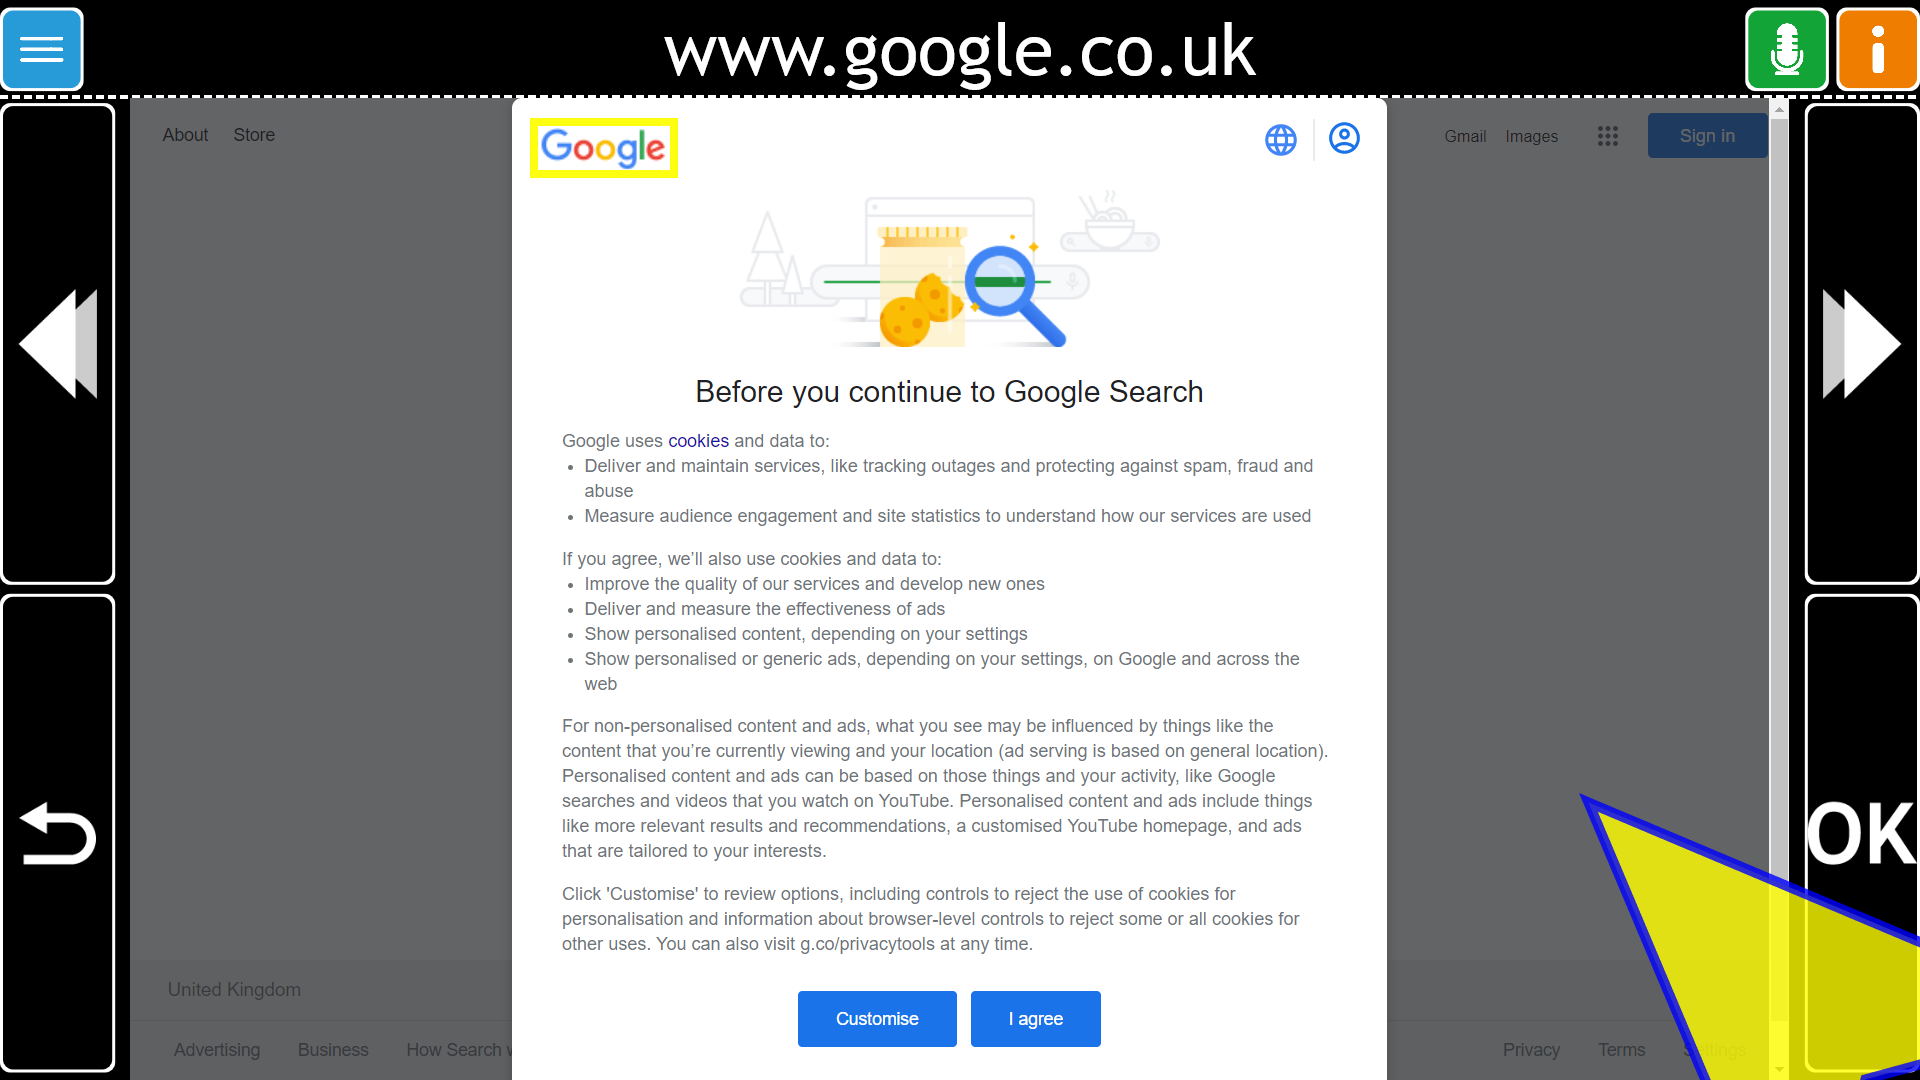 www.google.co.uk
About Store
Gmail Images Sign in
Google
Before you continue to Google Search
Google uses cookies and data to:
• Deliver and maintain services, like tracking outages and protecting against spam, fraud and
abuse
• Measure audience engagement and site statistics to understand how our services are used
If you agree, we’ll also use cookies and data to:
• Improve the quality of our services and develop new ones
• Deliver and measure the effectiveness of ads
• Show personalised content, depending on your settings
• Show personalised or generic ads, depending on your settings, on Google and across the
web
For non-personalised content and ads, what you see may be influenced by things like the
content that you’re currently viewing and your location (ad serving is based on general location).
Personalised content and ads can be based on those things and your activity, like Google
searches and videos that you watch on YouTube. Personalised content and ads include things
like more relevant results and recommendations, a customised YouTube homepage, and ads
that are tailored to your interests.
Click 'Customise' to review options, including controls to reject the use of cookies for
personalisation and information about browser-level controls to reject some or all cookies for
other uses. You can also visit g.co/privacytools at any time.
Customise I agree
OK
United Kingdom
Advertising Business How Search
Privacy Terms Settings